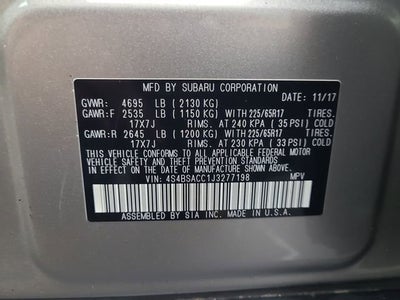 MFD BY SUBARU CORPORATION
GVWR: 4695 LB ( 2130 KG) DATE: 11/17
GAWR:F 2535 LB ( 1150 KG) WITH 225/65R17 TIRES.
17X7J RIMS. AT 240 KPA ( 35 PSI) COLD
GAWR:R 2645 LB ( 1200 KG) WITH 225/65R17 TIRES.
17X7J RIMS. AT 230 KPA ( 33 PSI) COLD
THIS VEHICLE CONFORMS TO ALL APPLICABLE FEDERAL MOTOR
VEHICLE SAFETY AND THEFT PREVENTION STANDARDS IN
EFFECT ON THE DATE OF MANUFACTURE SHOWN ABOVE.
VIN: 4S4BSACC1J3277198 MPV
ASSEMBLED BY SIA INC. MADE IN U.S.A.